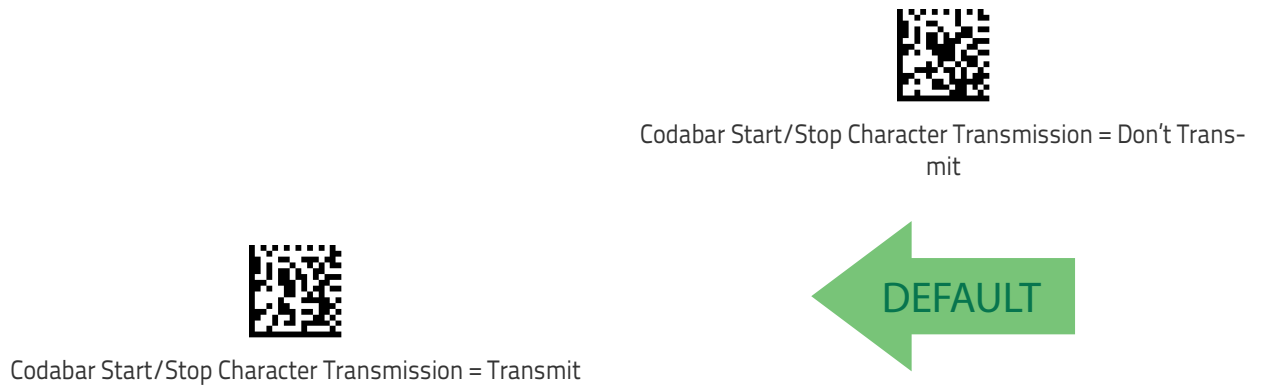 Codabar Start/Stop Character Transmission = Don't Trans-
mit
DEFAULT
Codabar Start/Stop Character Transmission = Transmit